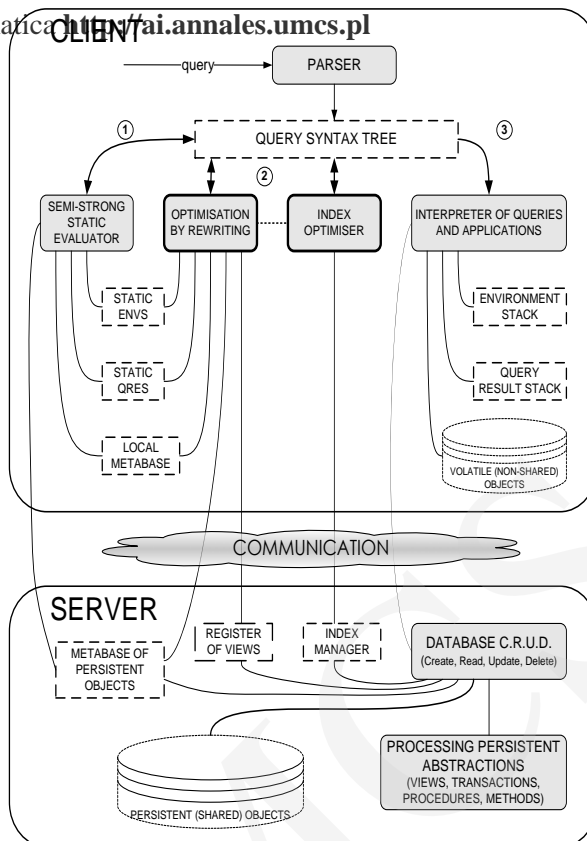 atica http://ai.annales.umcs.pl
CLIENT
query
PARSER
1
QUERY SYNTAX TREE
3
2
SEMI-STRONG
STATIC
EVALUATOR
OPTIMISATION
BY REWRITING
INDEX
OPTIMISER
INTERPRETER OF QUERIES
AND APPLICATIONS
STATIC
ENVS
ENVIRONMENT
STACK
STATIC
QRES
QUERY
RESULT STACK
LOCAL
METABASE
VOLATILE (NON-SHARED)
OBJECTS
COMMUNICATION
SERVER
METABASE OF
PERSISTENT
OBJECTS
REGISTER
OF VIEWS
INDEX
MANAGER
DATABASE C.R.U.D.
(Create, Read, Update, Delete)
PROCESSING PERSISTENT
ABSTRACTIONS
(VIEWS, TRANSACTIONS,
PROCEDURES, METHODS)
PERSISTENT (SHARED) OBJECTS